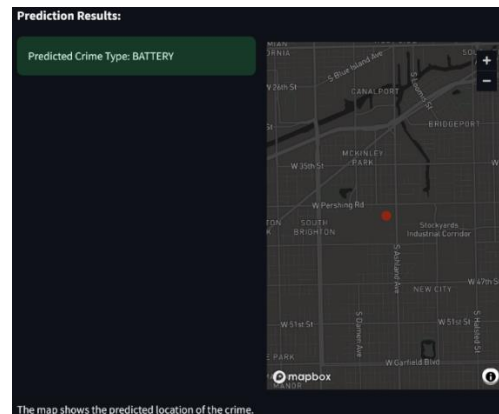 Prediction Results:
Predicted Crime Type: BATTERY
S Blue Island Ave
W 26th St
CANALPORT
S Loomis St
BRIDGEPORT
MCKINLEY
PARK
W 35th St
W Pershing Rd
SOUTH
BRIGHTON
Stockyards
Industrial Corridor
S Ashland Ave
NEW CITY
W 47th S
S Damen Ave
W 51st St
W 51st St
S Halsted St
E PARK
W Garfield Blvd
MANOR
mapbox
The map shows the predicted location of the crime.